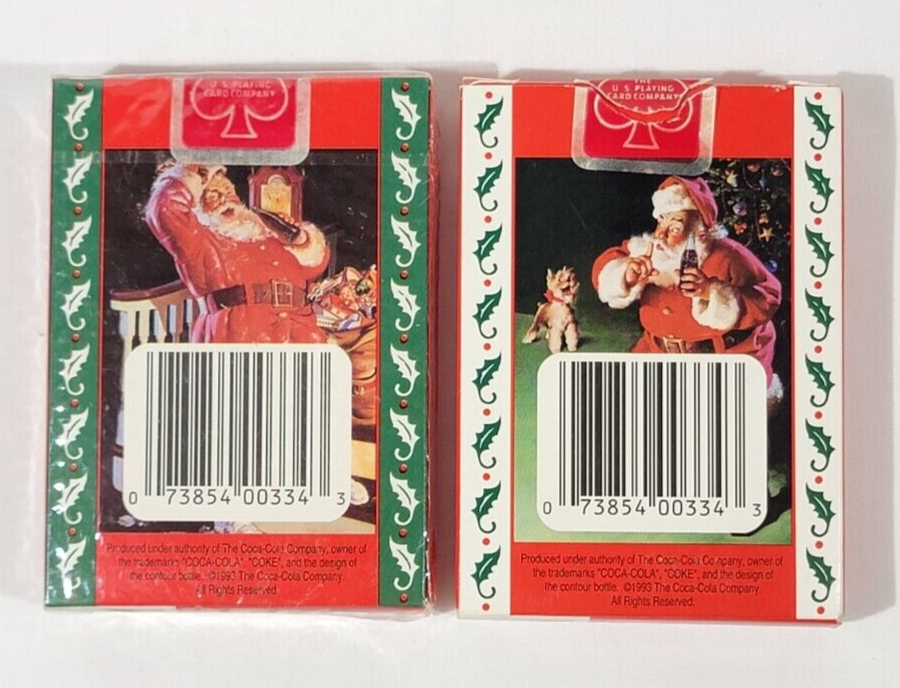 U.S. PLAYING
CARD COMPANY
0 73854 00334 3
Produced under authority of The Coca-Cola Company, owner of
the trademarks "COCA-COLA", "COKE", and the design of
the contour bottle. ©1993 The Coca-Cola Company.
All Rights Reserved.
THE
U.S. PLAYING
CARD COMPANY
0 73854 00334 3
Produced under authority of The Coca-Cola Company, owner of
the trademarks "COCA-COLA", "COKE", and the design of
the contour bottle. ©1993 The Coca-Cola Company.
All Rights Reserved.